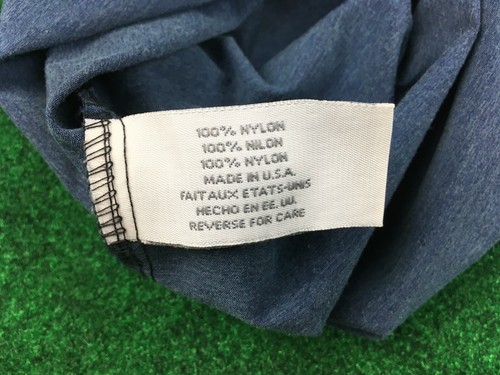 100% NYLON
100% NILON
100% NYLON
MADE IN U.S.A.
FAIT AUX ETATS-UNIS
HECHO EN EE. UU.
REVERSE FOR CARE